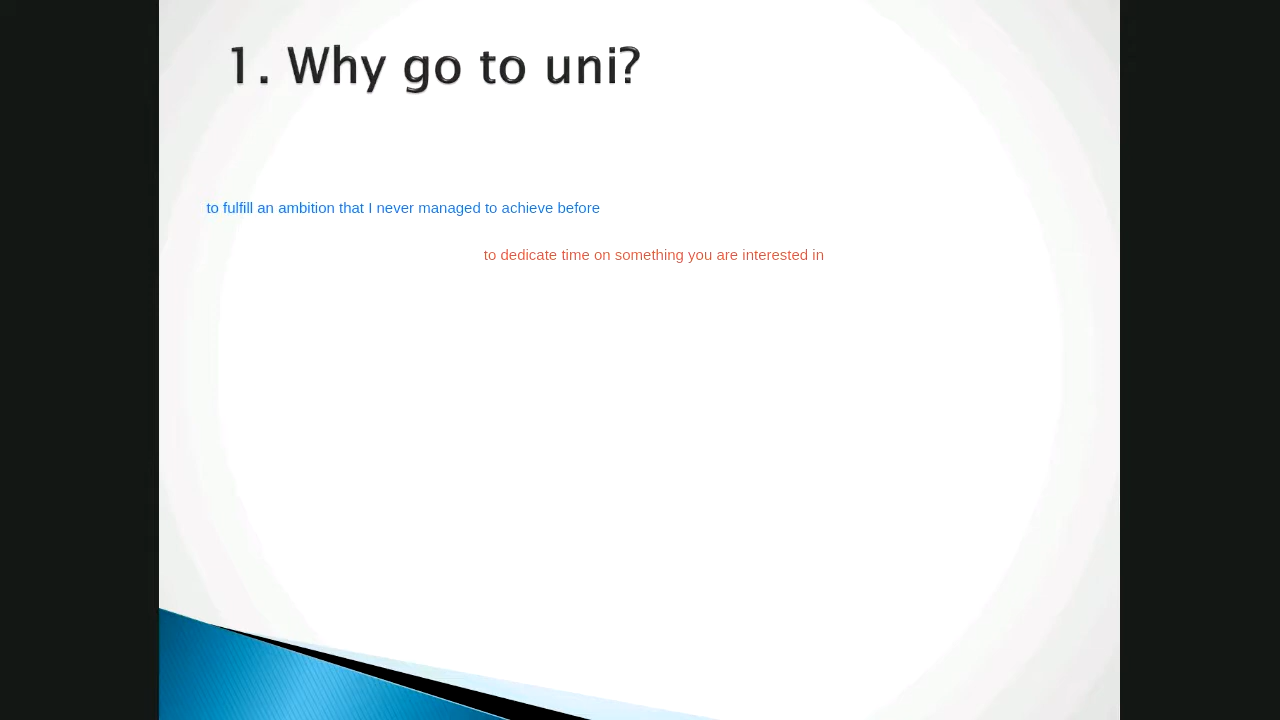 1. Why go to uni?
to fulfill an ambition that I never managed to achieve before
to dedicate time on something you are interested in